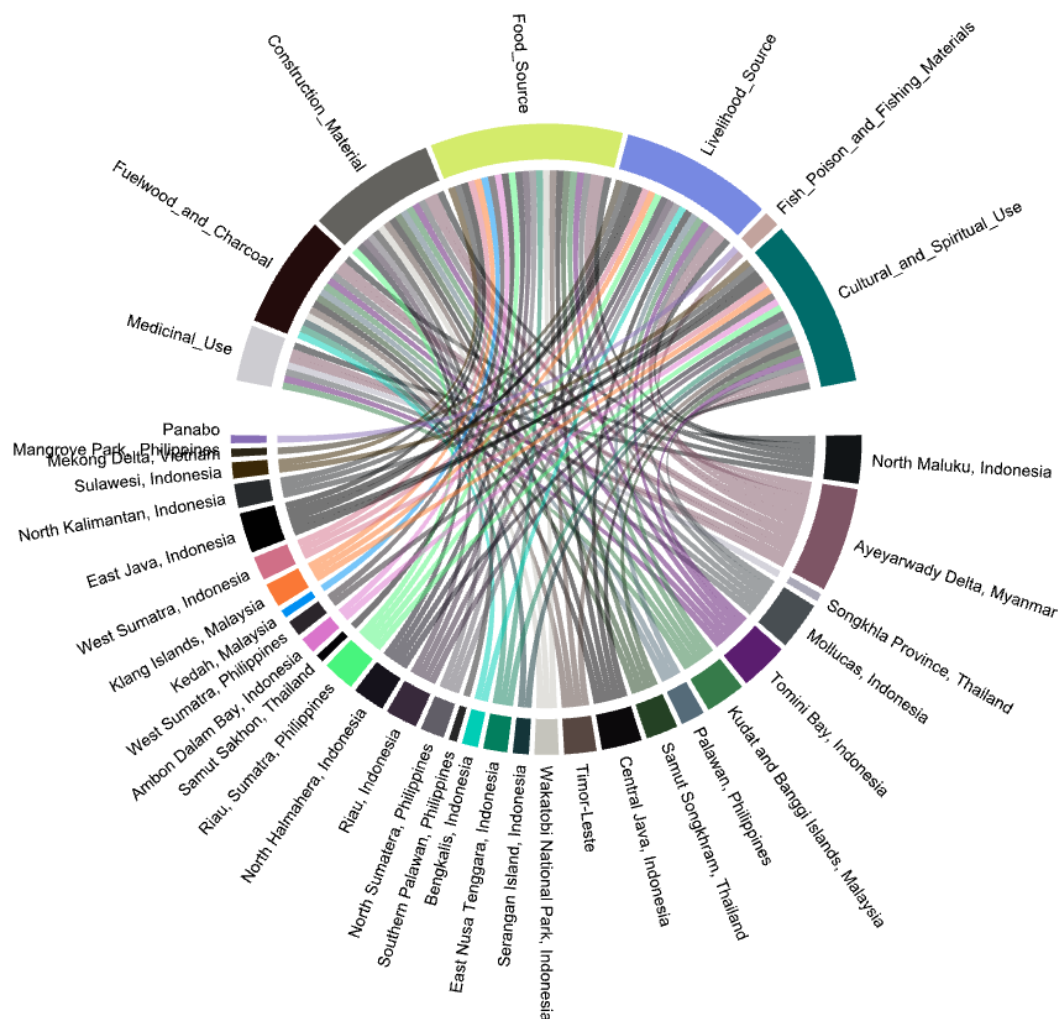 Medicinal_Use
Fuelwood_and_Charcoal
Construction_Material
Food_Source
Livelihood_Source
Fish_Poison_and_Fishing_Materials
Cultural_and_Spiritual_Use
North Maluku, Indonesia
Ayeyarwady Delta, Myanmar
Songkhla Province, Thailand
Mollucas, Indonesia
Tomini Bay, Indonesia
Kudat and Banggi Islands, Malaysia
Palawan, Philippines
Samut Songkhram, Thailand
Central Java, Indonesia
Timor-Leste
Wakatobi National Park, Indonesia
Serangan Island, Indonesia
East Nusa Tenggara, Indonesia
Bengkalis, Indonesia
Southern Palawan, Philippines
North Sumatera, Philippines
Riau, Indonesia
North Halmahera, Indonesia
Riau, Sumatra, Philippines
Samut Sakhon, Thailand
Ambon Dalam Bay, Indonesia
West Sumatra, Philippines
Kedah, Malaysia
Klang Islands, Malaysia
West Sumatra, Indonesia
East Java, Indonesia
North Kalimantan, Indonesia
Sulawesi, Indonesia
Mekong Delta, Vietnam
Mangrove Park, Philippines
Panabo